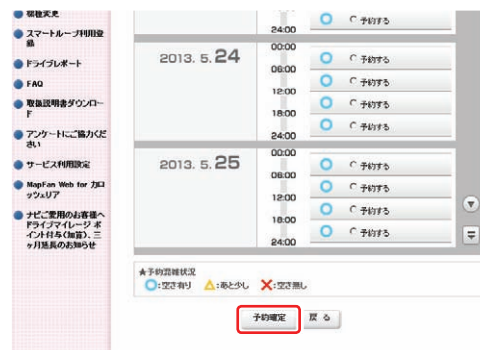 機種変更
スマートループ利用登
録
ドライブレポート
FAQ
取扱説明書ダウンロー
ド
アンケートにご協力くだ
さい
サービス利用設定
MapFan Web for カロ
ッツェリア
ナビご愛用のお客様へ
ドライブマイレージ ポ
イント付与(加算)、三
ヶ月延長のお知らせ
予約する
24:00
2013. 5. 24
00:00
予約する
06:00
予約する
12:00
予約する
18:00
予約する
24:00
2013. 5. 25
00:00
予約する
06:00
予約する
12:00
予約する
18:00
予約する
24:00
★予約混雑状況
○:空き有り △:あと少し ×:空き無し
予約確定 戻る